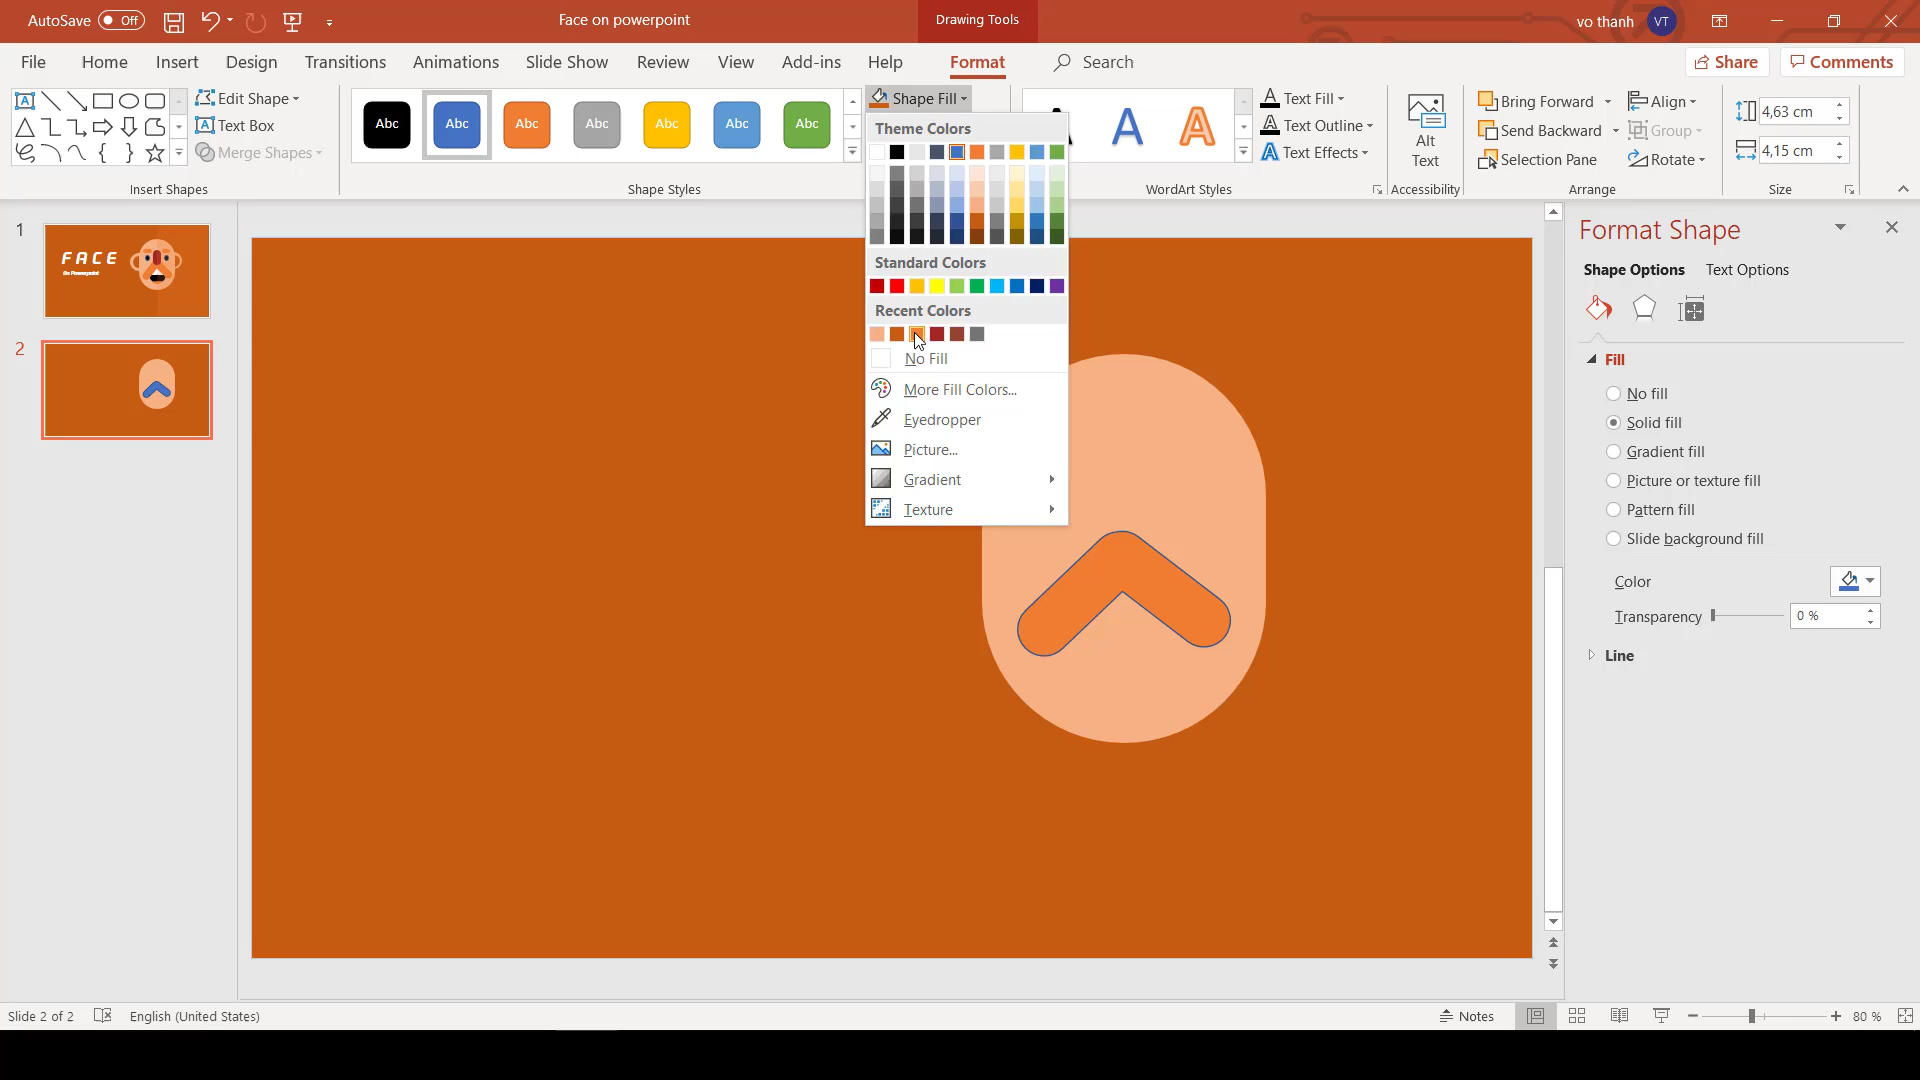 AutoSave Off
Face on powerpoint
Drawing Tools
vo thanh VT
File Home Insert Design Transitions Animations Slide Show Review View Add-ins Help Format Search
Share Comments
Edit Shape
Text Box
Merge Shapes
Insert Shapes
Abc Abc Abc Abc Abc Abc Abc
Shape Styles
Shape Fill
Theme Colors
Standard Colors
Recent Colors
No Fill
More Fill Colors...
Eyedropper
Picture...
Gradient
Texture
A A A
Text Fill
Text Outline
Text Effects
WordArt Styles
Alt
Text
Accessibility
Bring Forward
Send Backward
Selection Pane
Align
Group
Rotate
Arrange
4,63 cm
4,15 cm
Size
1
FACE
On Powerpoint
2
Format Shape
Shape Options Text Options
Fill
No fill
Solid fill
Gradient fill
Picture or texture fill
Pattern fill
Slide background fill
Color
Transparency 0 %
Line
Slide 2 of 2 English (United States)
Notes
80 %